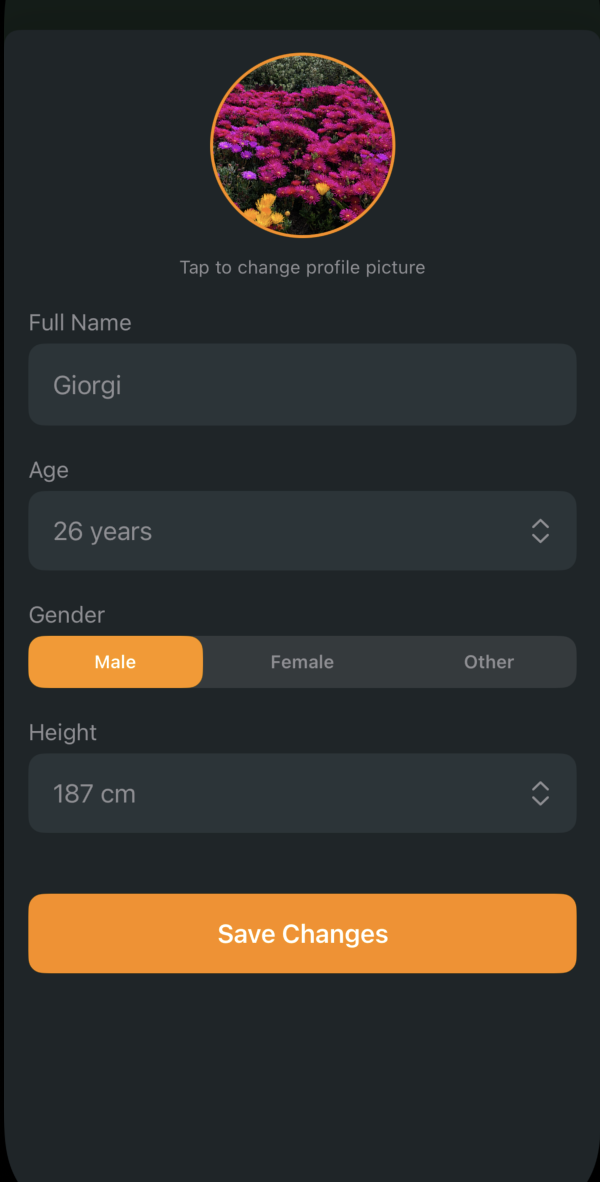 Tap to change profile picture
Full Name
Giorgi
Age
26 years
Gender
Male Female Other
Height
187 cm
Save Changes